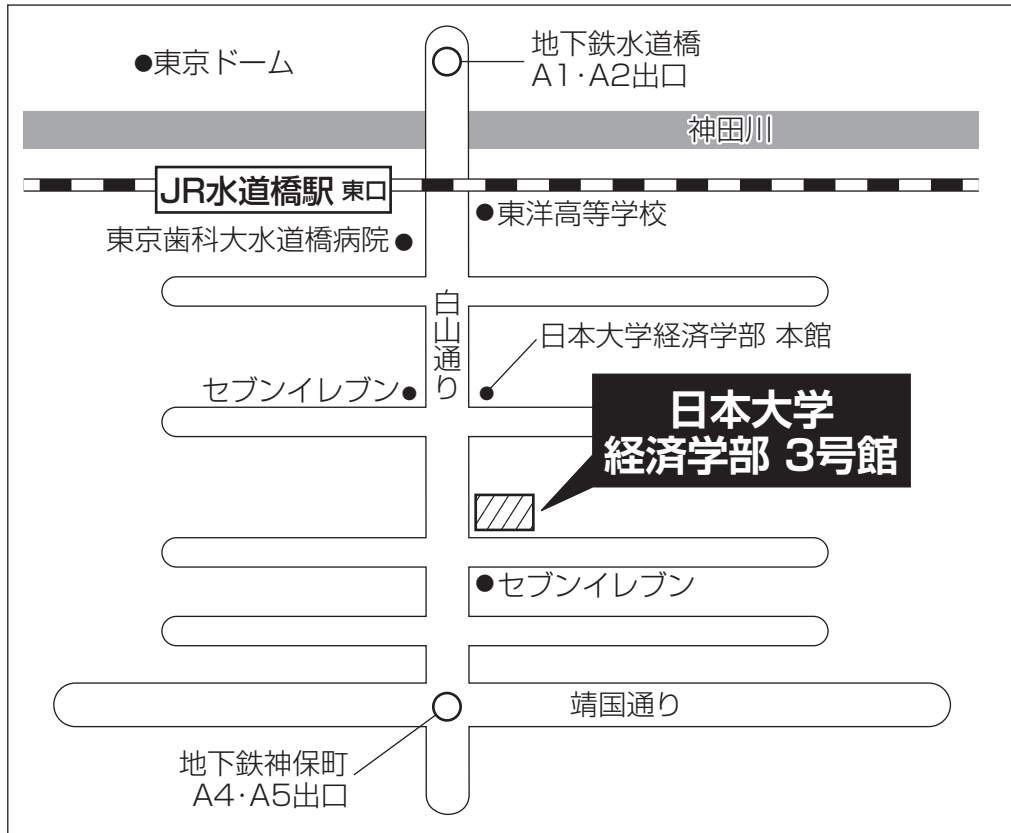 ●東京ドーム
地下鉄水道橋
A1・A2出口
神田川
JR水道橋駅 東口
●東洋高等学校
東京歯科大水道橋病院●
白山通り
日本大学経済学部 本館
セブンイレブン●
日本大学
経済学部 3号館
●セブンイレブン
靖国通り
地下鉄神保町
A4・A5出口